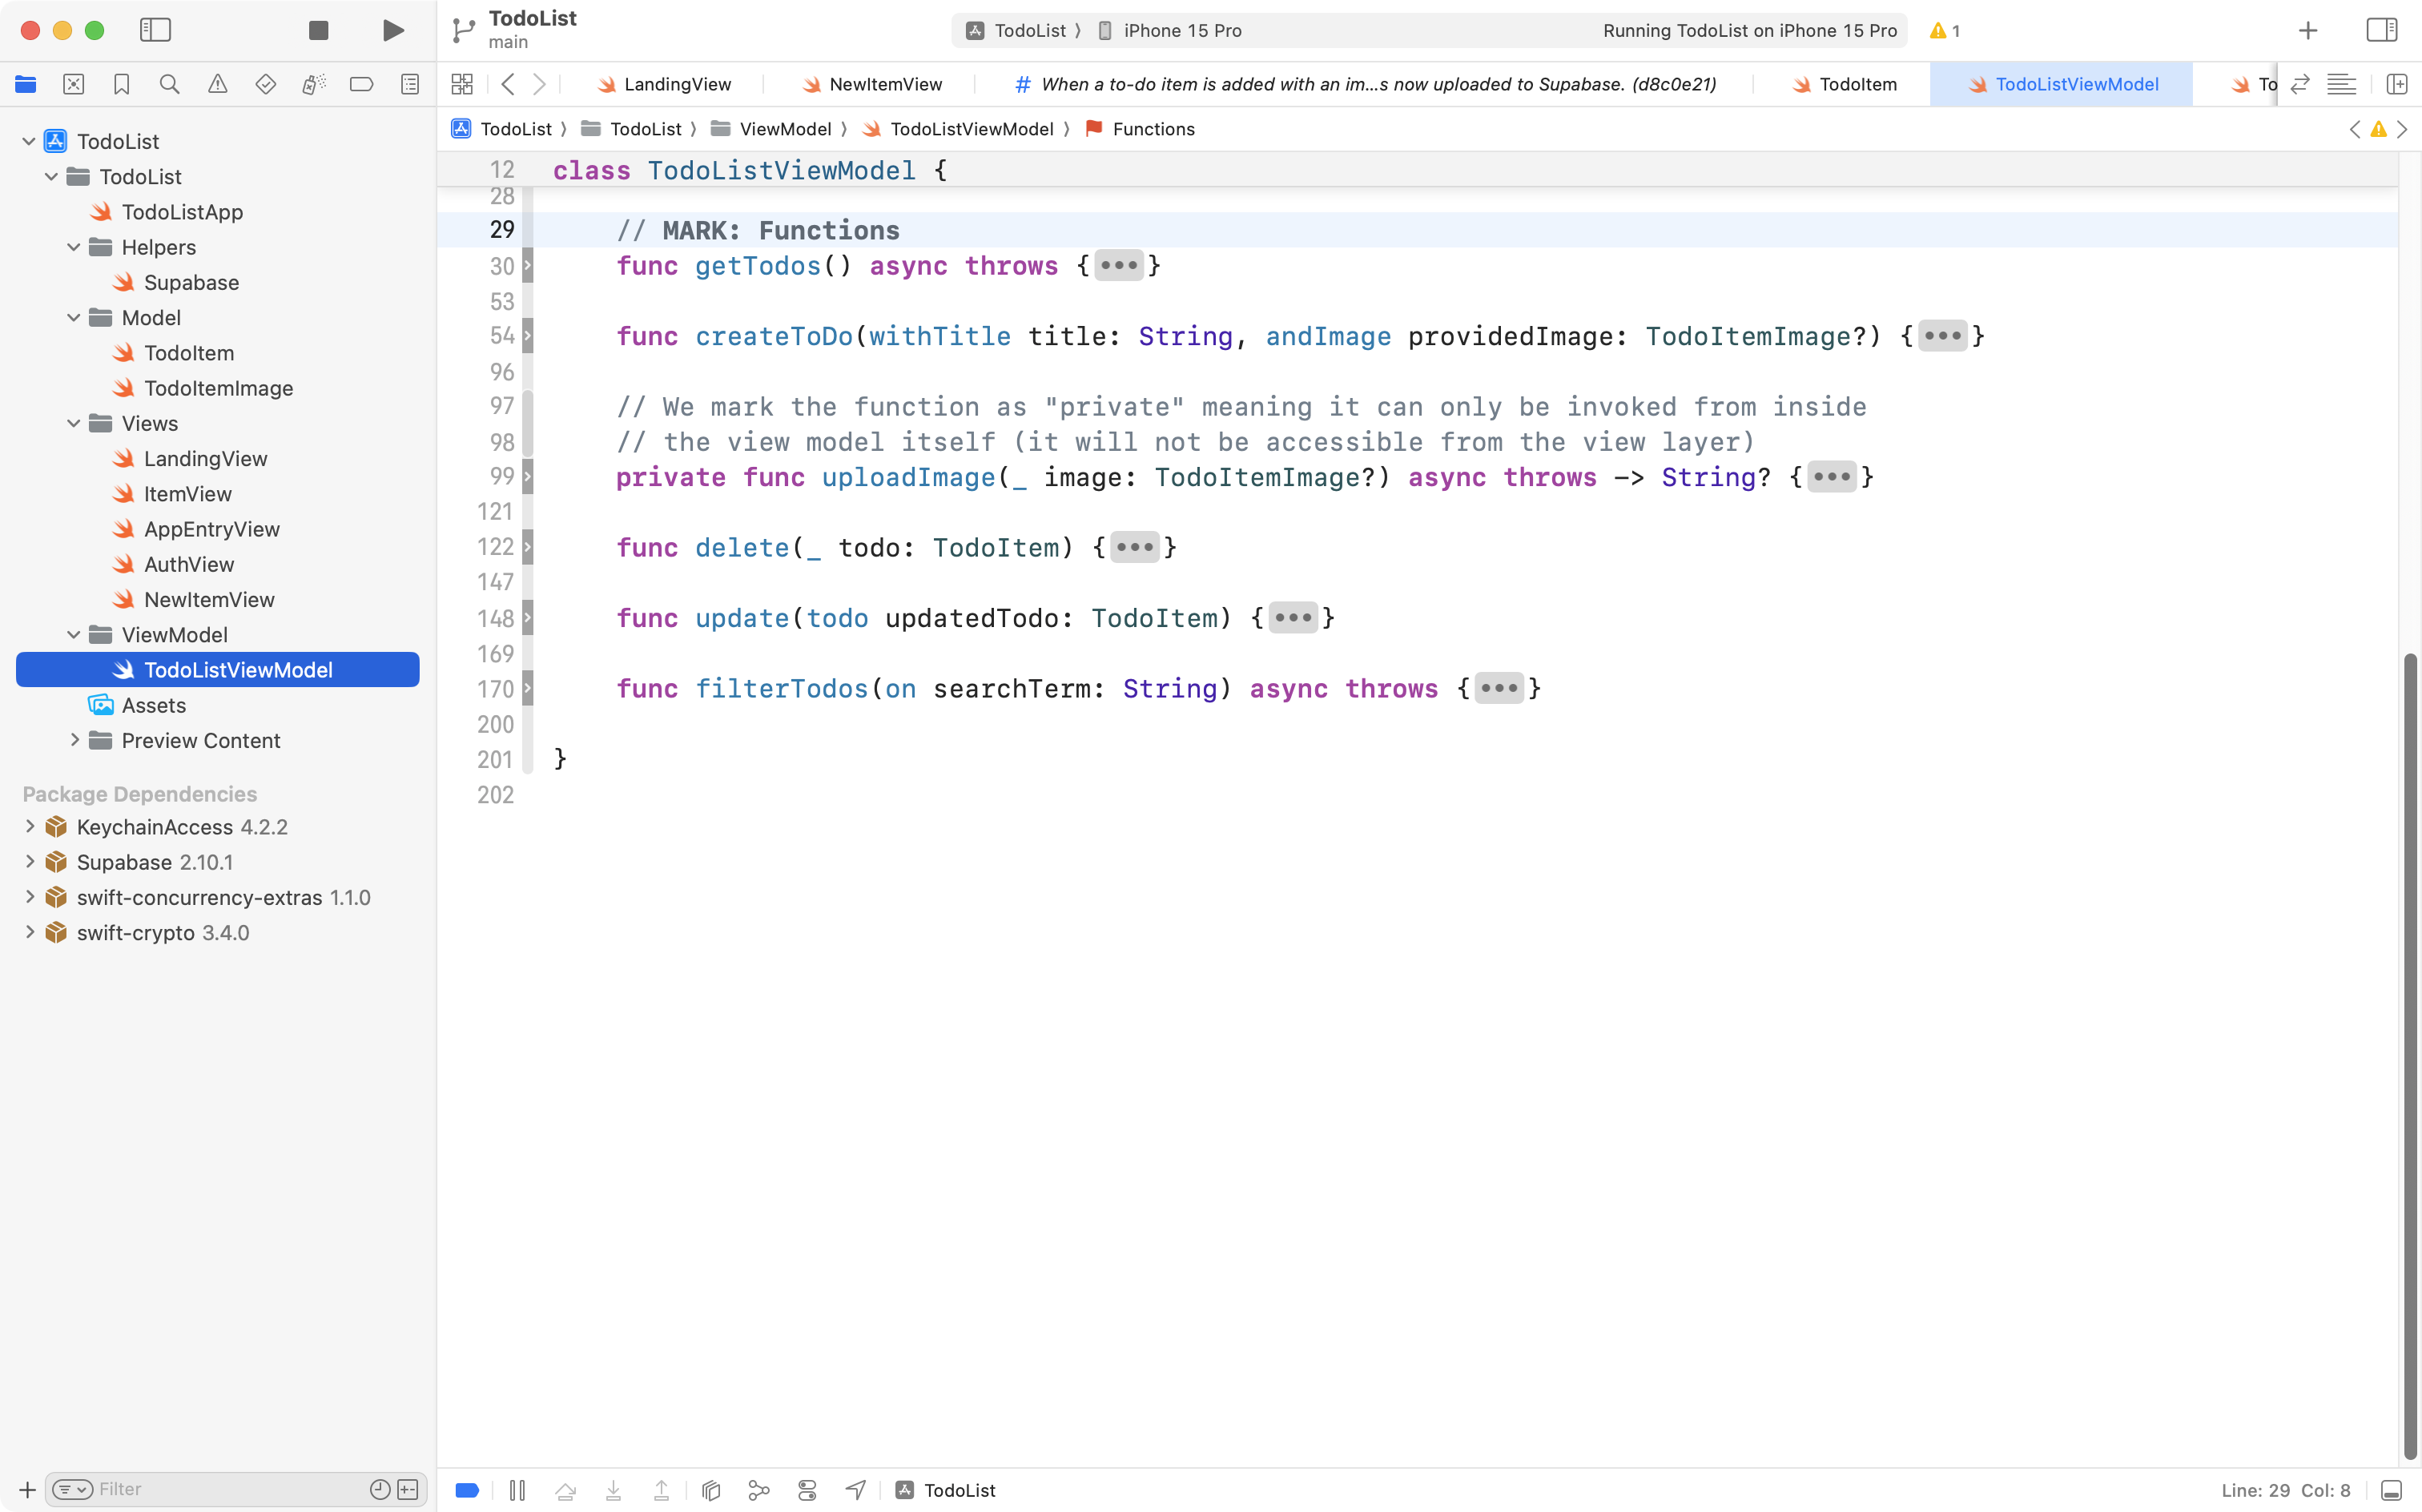 TodoList
main
TodoList 〉 iPhone 15 Pro
Running TodoList on iPhone 15 Pro
1
LandingView
NewItemView
# When a to-do item is added with an im...s now uploaded to Supabase. (d8c0e21)
TodoItem
TodoListViewModel
To
TodoList 〉 TodoList 〉 ViewModel 〉 TodoListViewModel 〉 Functions
TodoList
TodoList
TodoListApp
Helpers
Supabase
Model
TodoItem
TodoItemImage
Views
LandingView
ItemView
AppEntryView
AuthView
NewItemView
ViewModel
TodoListViewModel
Assets
Preview Content
Package Dependencies
KeychainAccess 4.2.2
Supabase 2.10.1
swift-concurrency-extras 1.1.0
swift-crypto 3.4.0
Filter
12 class TodoListViewModel {
28
29 // MARK: Functions
30 func getTodos() async throws {•••}
53
54 func createToDo(withTitle title: String, andImage providedImage: TodoItemImage?) {•••}
96
97 // We mark the function as "private" meaning it can only be invoked from inside
98 // the view model itself (it will not be accessible from the view layer)
99 private func uploadImage(_ image: TodoItemImage?) async throws -> String? {•••}
121
122 func delete(_ todo: TodoItem) {•••}
147
148 func update(todo updatedTodo: TodoItem) {•••}
169
170 func filterTodos(on searchTerm: String) async throws {•••}
200
201 }
202
TodoList
Line: 29 Col: 8